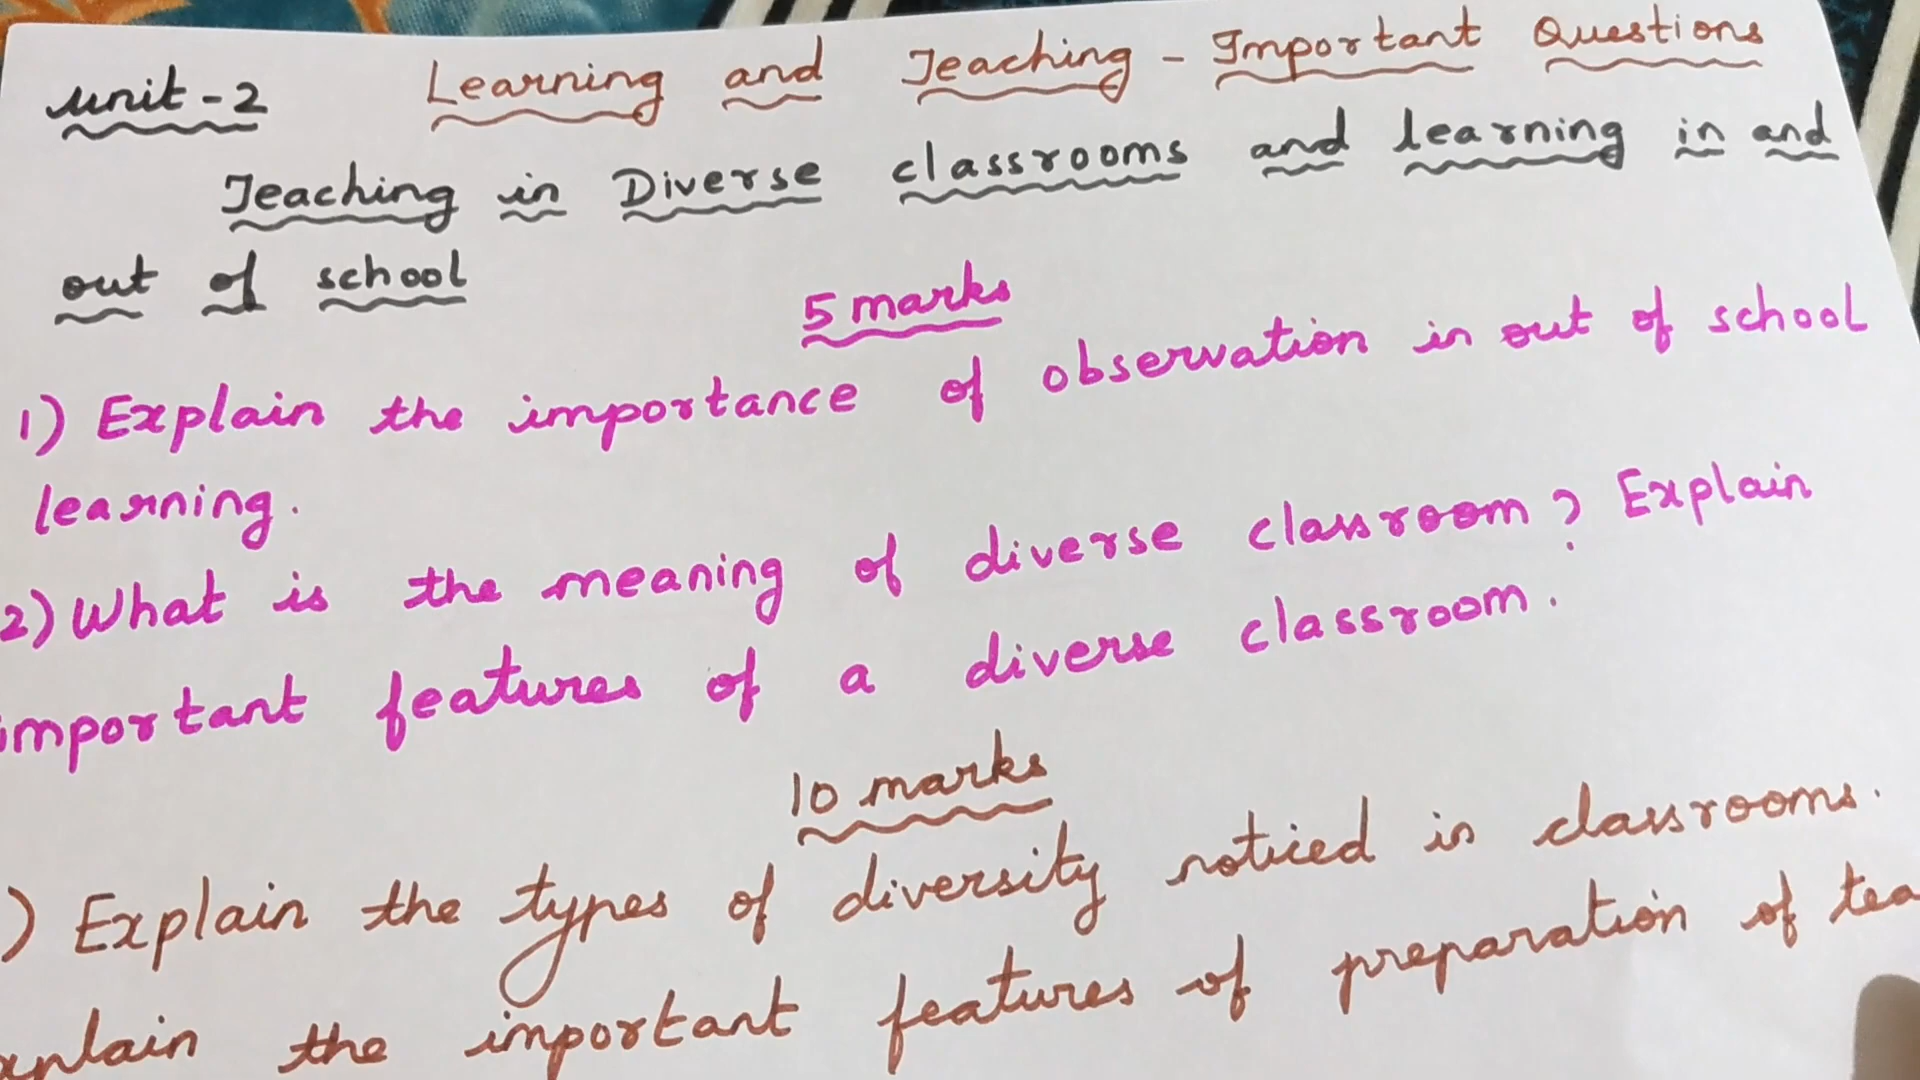 unit-2 Learning and Teaching - Important Questions
Teaching in Diverse classrooms and learning in and
out of school
5 marks
1) Explain the importance of observation in out of school
learning.
2) What is the meaning of diverse classroom? Explain
important features of a diverse classroom.
10 marks
) Explain the types of diversity noticed in classrooms.
explain the important features of preparation of